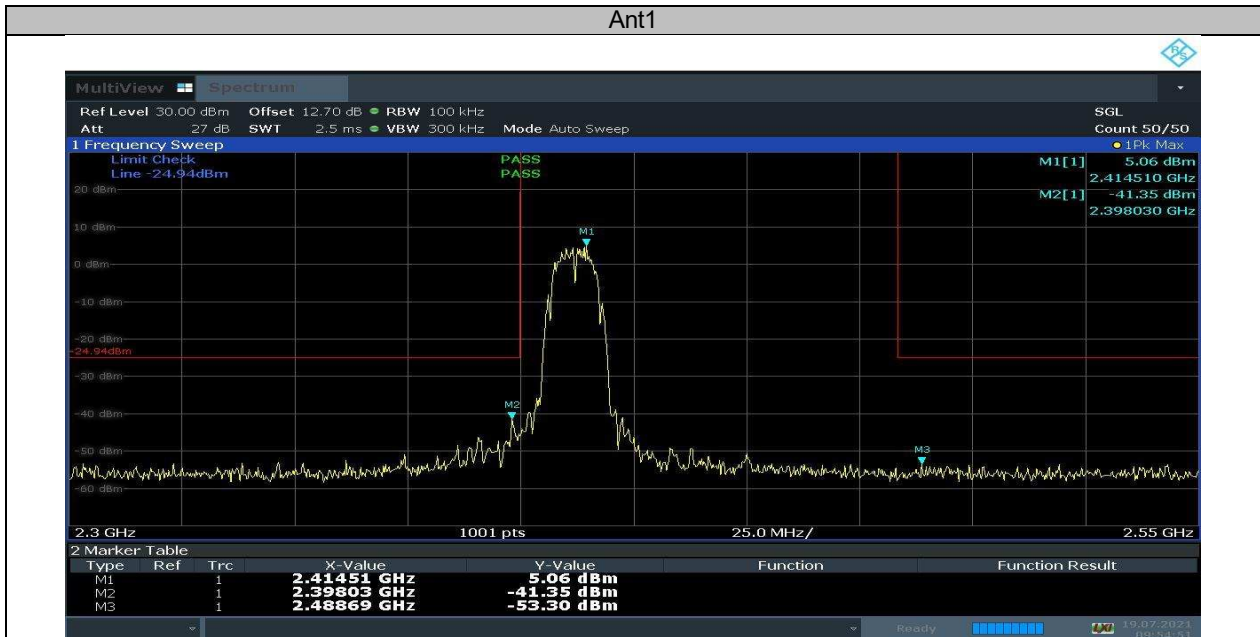 Ant1
R&S
MultiView Spectrum
Ref Level 30.00 dBm Offset 12.70 dB RBW 100 kHz SGL
Att 27 dB SWT 2.5 ms VBW 300 kHz Mode Auto Sweep Count 50/50
1 Frequency Sweep 1Pk Max
Limit Check PASS M1[1] 5.06 dBm
Line -24.94dBm PASS 2.414510 GHz
20 dBm M2[1] -41.35 dBm
2.398030 GHz
10 dBm
M1
0 dBm
-10 dBm
-20 dBm
-24.94dBm
-30 dBm
M2
-40 dBm
-50 dBm
M3
-60 dBm
2.3 GHz 1001 pts 25.0 MHz/ 2.55 GHz
2 Marker Table
Type Ref Trc X-Value Y-Value Function Function Result
M1 1 2.41451 GHz 5.06 dBm
M2 1 2.39803 GHz -41.35 dBm
M3 1 2.48869 GHz -53.30 dBm
Ready 19.07.2021
09:54:51